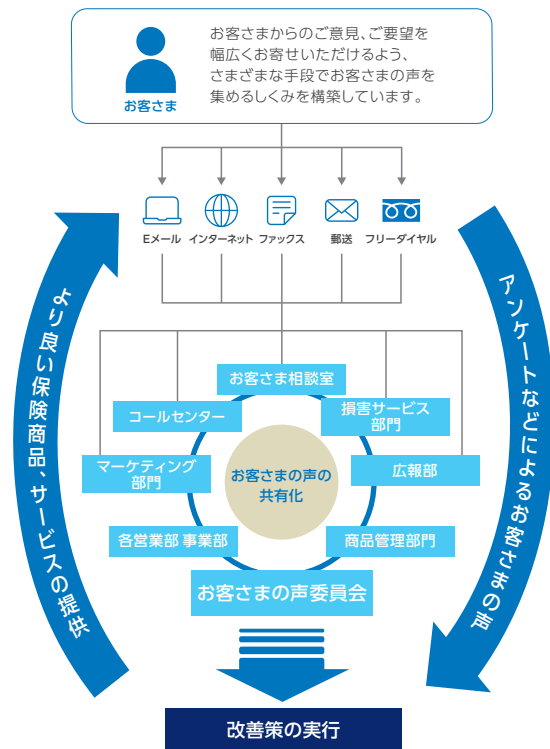 お客さまからのご意見、ご要望を
幅広くお寄せいただけるよう、
さまざまな手段でお客さまの声を
集めるしくみを構築しています。
お客さま
Eメール
インターネット
ファックス
郵送
フリーダイヤル
より良い保険商品、サービスの提供
アンケートなどによるお客さまの声
お客さま相談室
コールセンター
損害サービス
部門
マーケティング
部門
お客さまの声の
共有化
広報部
各営業部 事業部
商品管理部門
お客さまの声委員会
改善策の実行